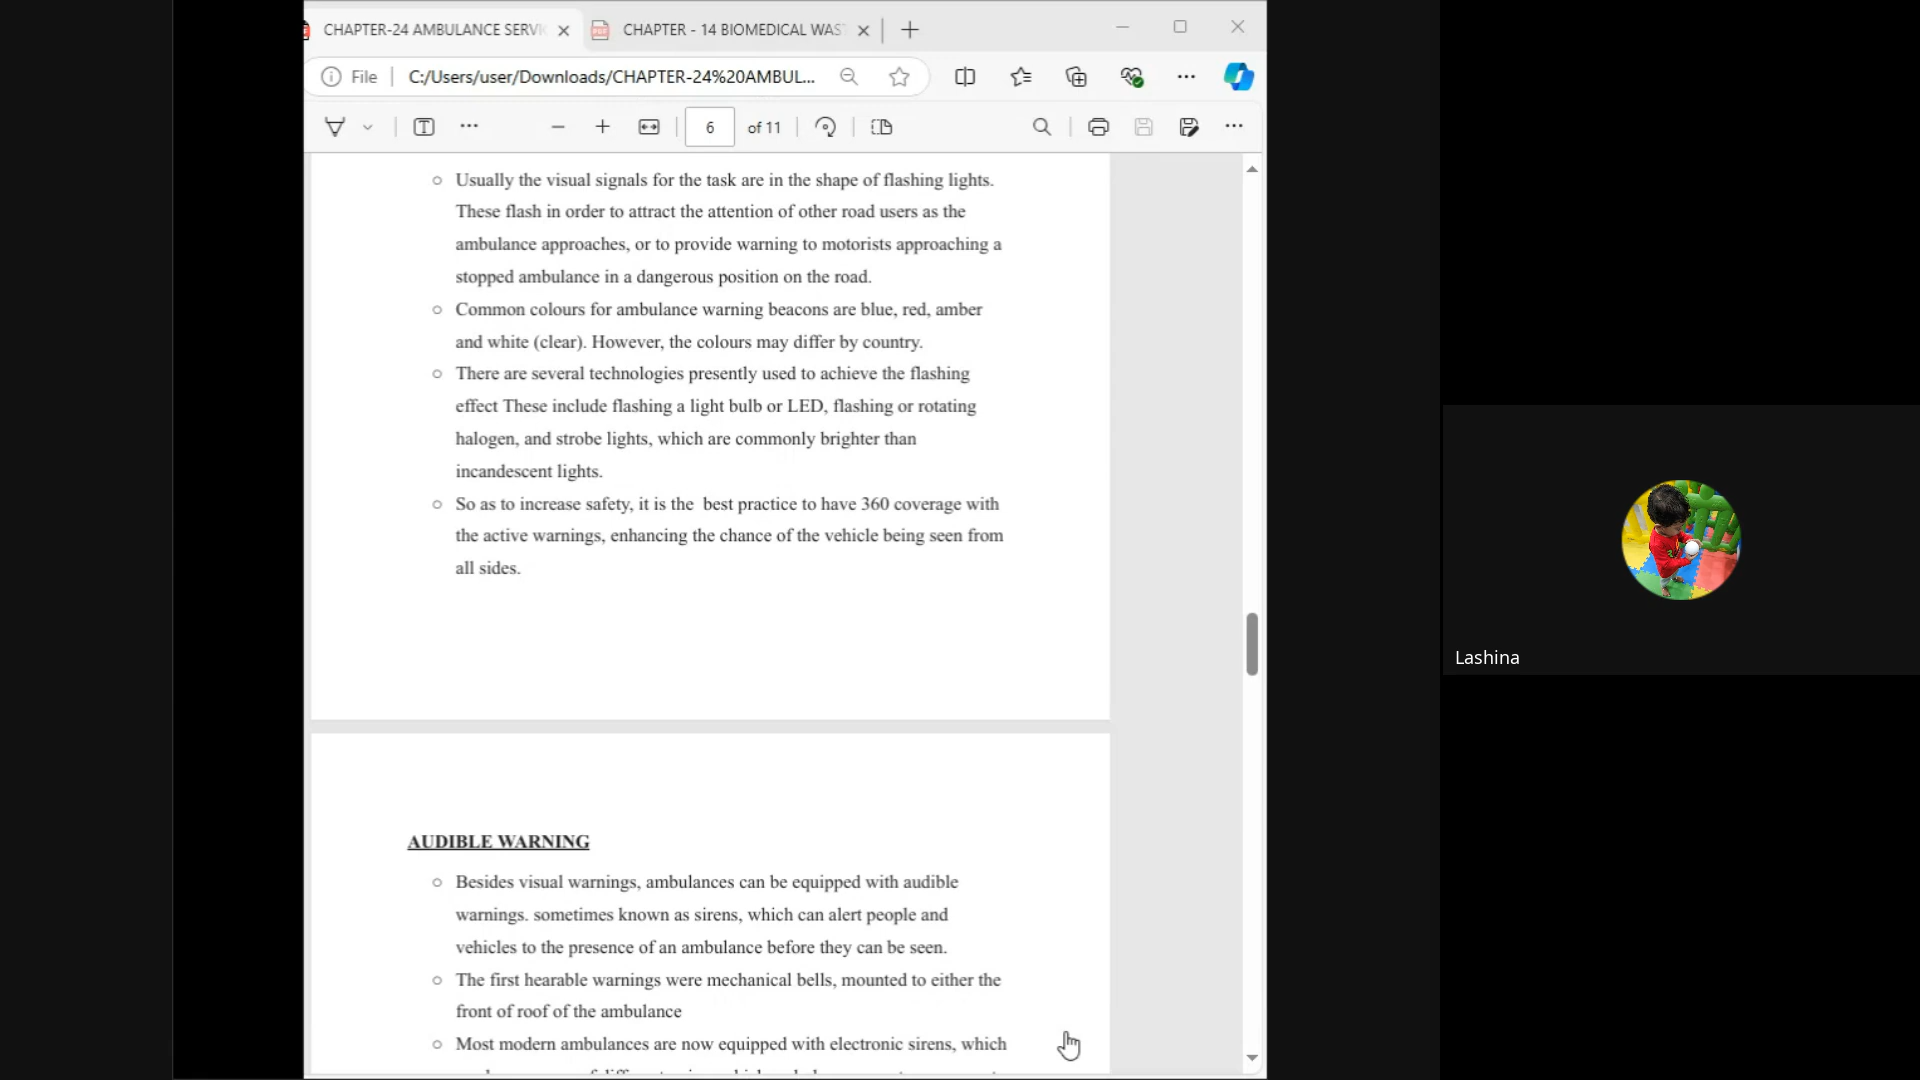 CHAPTER-24 AMBULANCE SERVI
CHAPTER - 14 BIOMEDICAL WAS
File
C:/Users/user/Downloads/CHAPTER-24%20AMBUL...
6 of 11
Usually the visual signals for the task are in the shape of flashing lights.
These flash in order to attract the attention of other road users as the
ambulance approaches, or to provide warning to motorists approaching a
stopped ambulance in a dangerous position on the road.
Common colours for ambulance warning beacons are blue, red, amber
and white (clear). However, the colours may differ by country.
There are several technologies presently used to achieve the flashing
effect These include flashing a light bulb or LED, flashing or rotating
halogen, and strobe lights, which are commonly brighter than
incandescent lights.
So as to increase safety, it is the best practice to have 360 coverage with
the active warnings, enhancing the chance of the vehicle being seen from
all sides.
AUDIBLE WARNING
Besides visual warnings, ambulances can be equipped with audible
warnings. sometimes known as sirens, which can alert people and
vehicles to the presence of an ambulance before they can be seen.
The first hearable warnings were mechanical bells, mounted to either the
front of roof of the ambulance
Most modern ambulances are now equipped with electronic sirens, which
Lashina